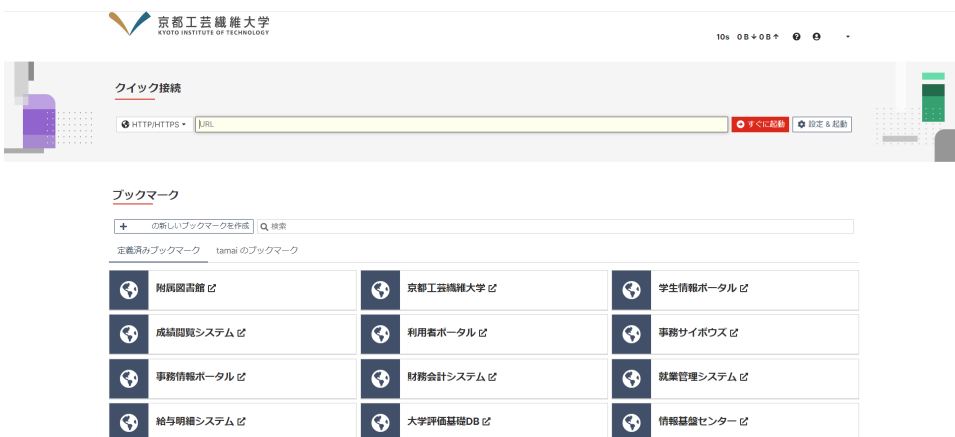 京都工芸繊維大学
KYOTO INSTITUTE OF TECHNOLOGY
10s 0 B 0 B
クイック接続
HTTP/HTTPS URL すぐに起動 設定 & 起動
ブックマーク
の新しいブックマークを作成 検索
定義済みブックマーク tamai のブックマーク
附属図書館 京都工芸繊維大学 学生情報ポータル
成績閲覧システム 利用者ポータル 事務サイボウズ
事務情報ポータル 財務会計システム 就業管理システム
給与明細システム 大学評価基礎DB 情報基盤センター